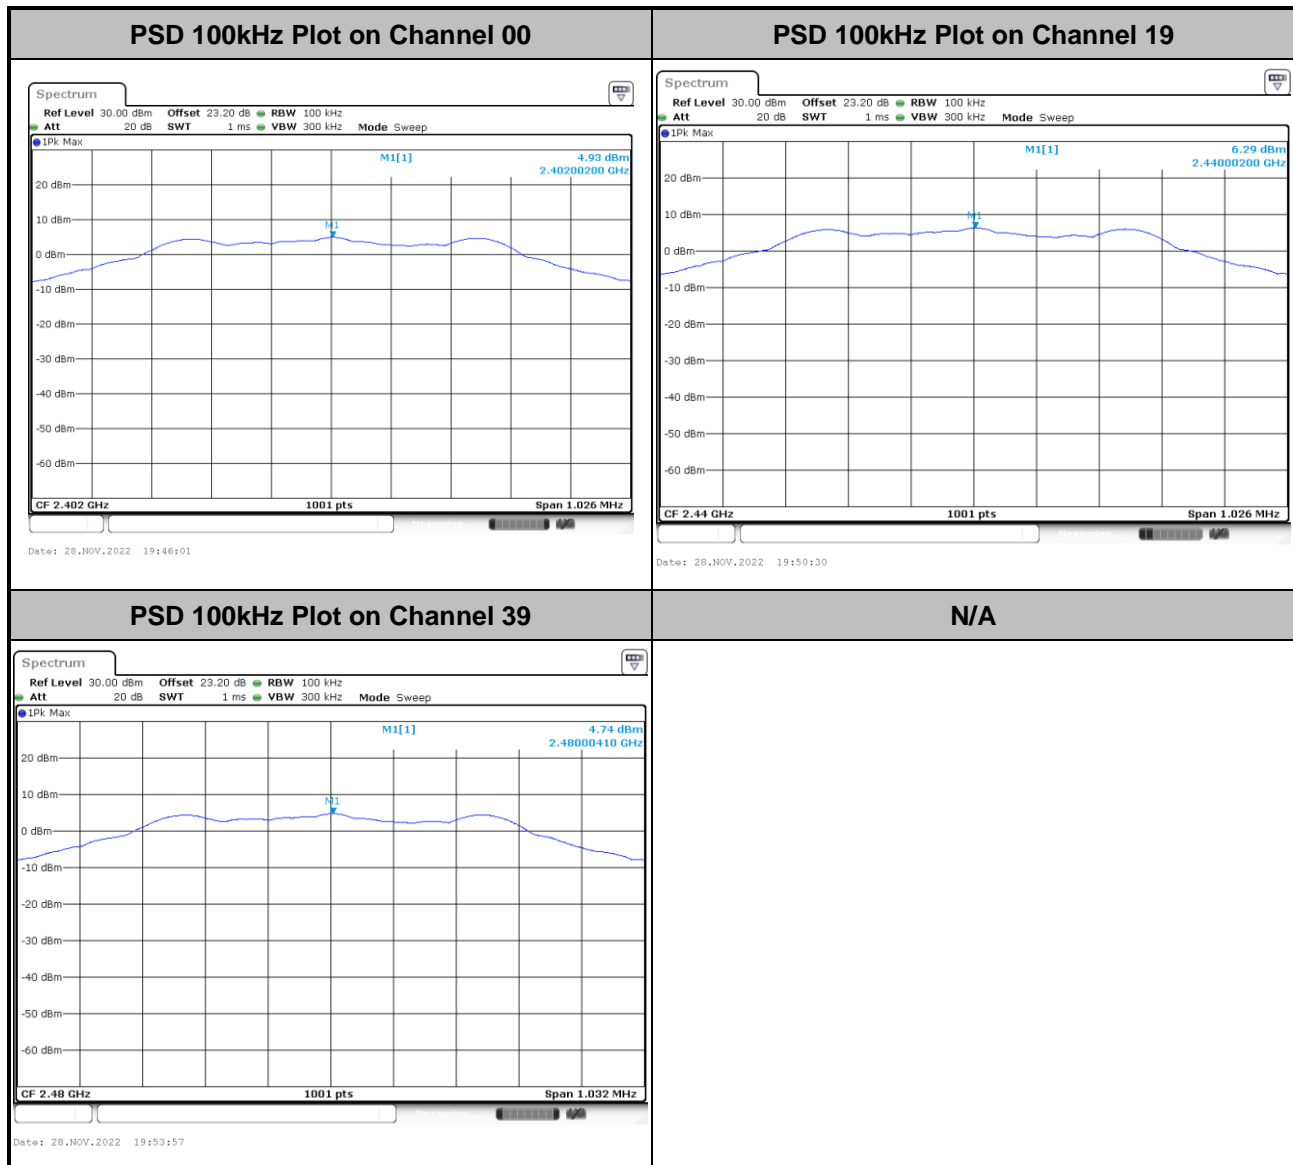 PSD 100kHz Plot on Channel 00
Spectrum
Ref Level 30.00 dBm Offset 23.20 dB RBW 100 kHz
Att 20 dB SWT 1 ms VBW 300 kHz Mode Sweep
1Pk Max
M1[1] 4.93 dBm
2.40200200 GHz
20 dBm
10 dBm
M1
0 dBm
-10 dBm
-20 dBm
-30 dBm
-40 dBm
-50 dBm
-60 dBm
CF 2.402 GHz 1001 pts Span 1.026 MHz
Measuring...
Date: 28.NOV.2022 19:46:01
PSD 100kHz Plot on Channel 19
Spectrum
Ref Level 30.00 dBm Offset 23.20 dB RBW 100 kHz
Att 20 dB SWT 1 ms VBW 300 kHz Mode Sweep
1Pk Max
M1[1] 6.29 dBm
2.44000200 GHz
20 dBm
10 dBm
M1
0 dBm
-10 dBm
-20 dBm
-30 dBm
-40 dBm
-50 dBm
-60 dBm
CF 2.44 GHz 1001 pts Span 1.026 MHz
Measuring...
Date: 28.NOV.2022 19:50:30
PSD 100kHz Plot on Channel 39
Spectrum
Ref Level 30.00 dBm Offset 23.20 dB RBW 100 kHz
Att 20 dB SWT 1 ms VBW 300 kHz Mode Sweep
1Pk Max
M1[1] 4.74 dBm
2.48000410 GHz
20 dBm
10 dBm
M1
0 dBm
-10 dBm
-20 dBm
-30 dBm
-40 dBm
-50 dBm
-60 dBm
CF 2.48 GHz 1001 pts Span 1.032 MHz
Measuring...
Date: 28.NOV.2022 19:53:57
N/A